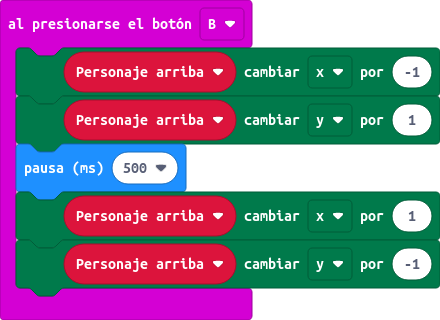 al presionarse el botón B
Personaje arriba cambiar x por -1
Personaje arriba cambiar y por 1
pausa (ms) 500
Personaje arriba cambiar x por 1
Personaje arriba cambiar y por -1